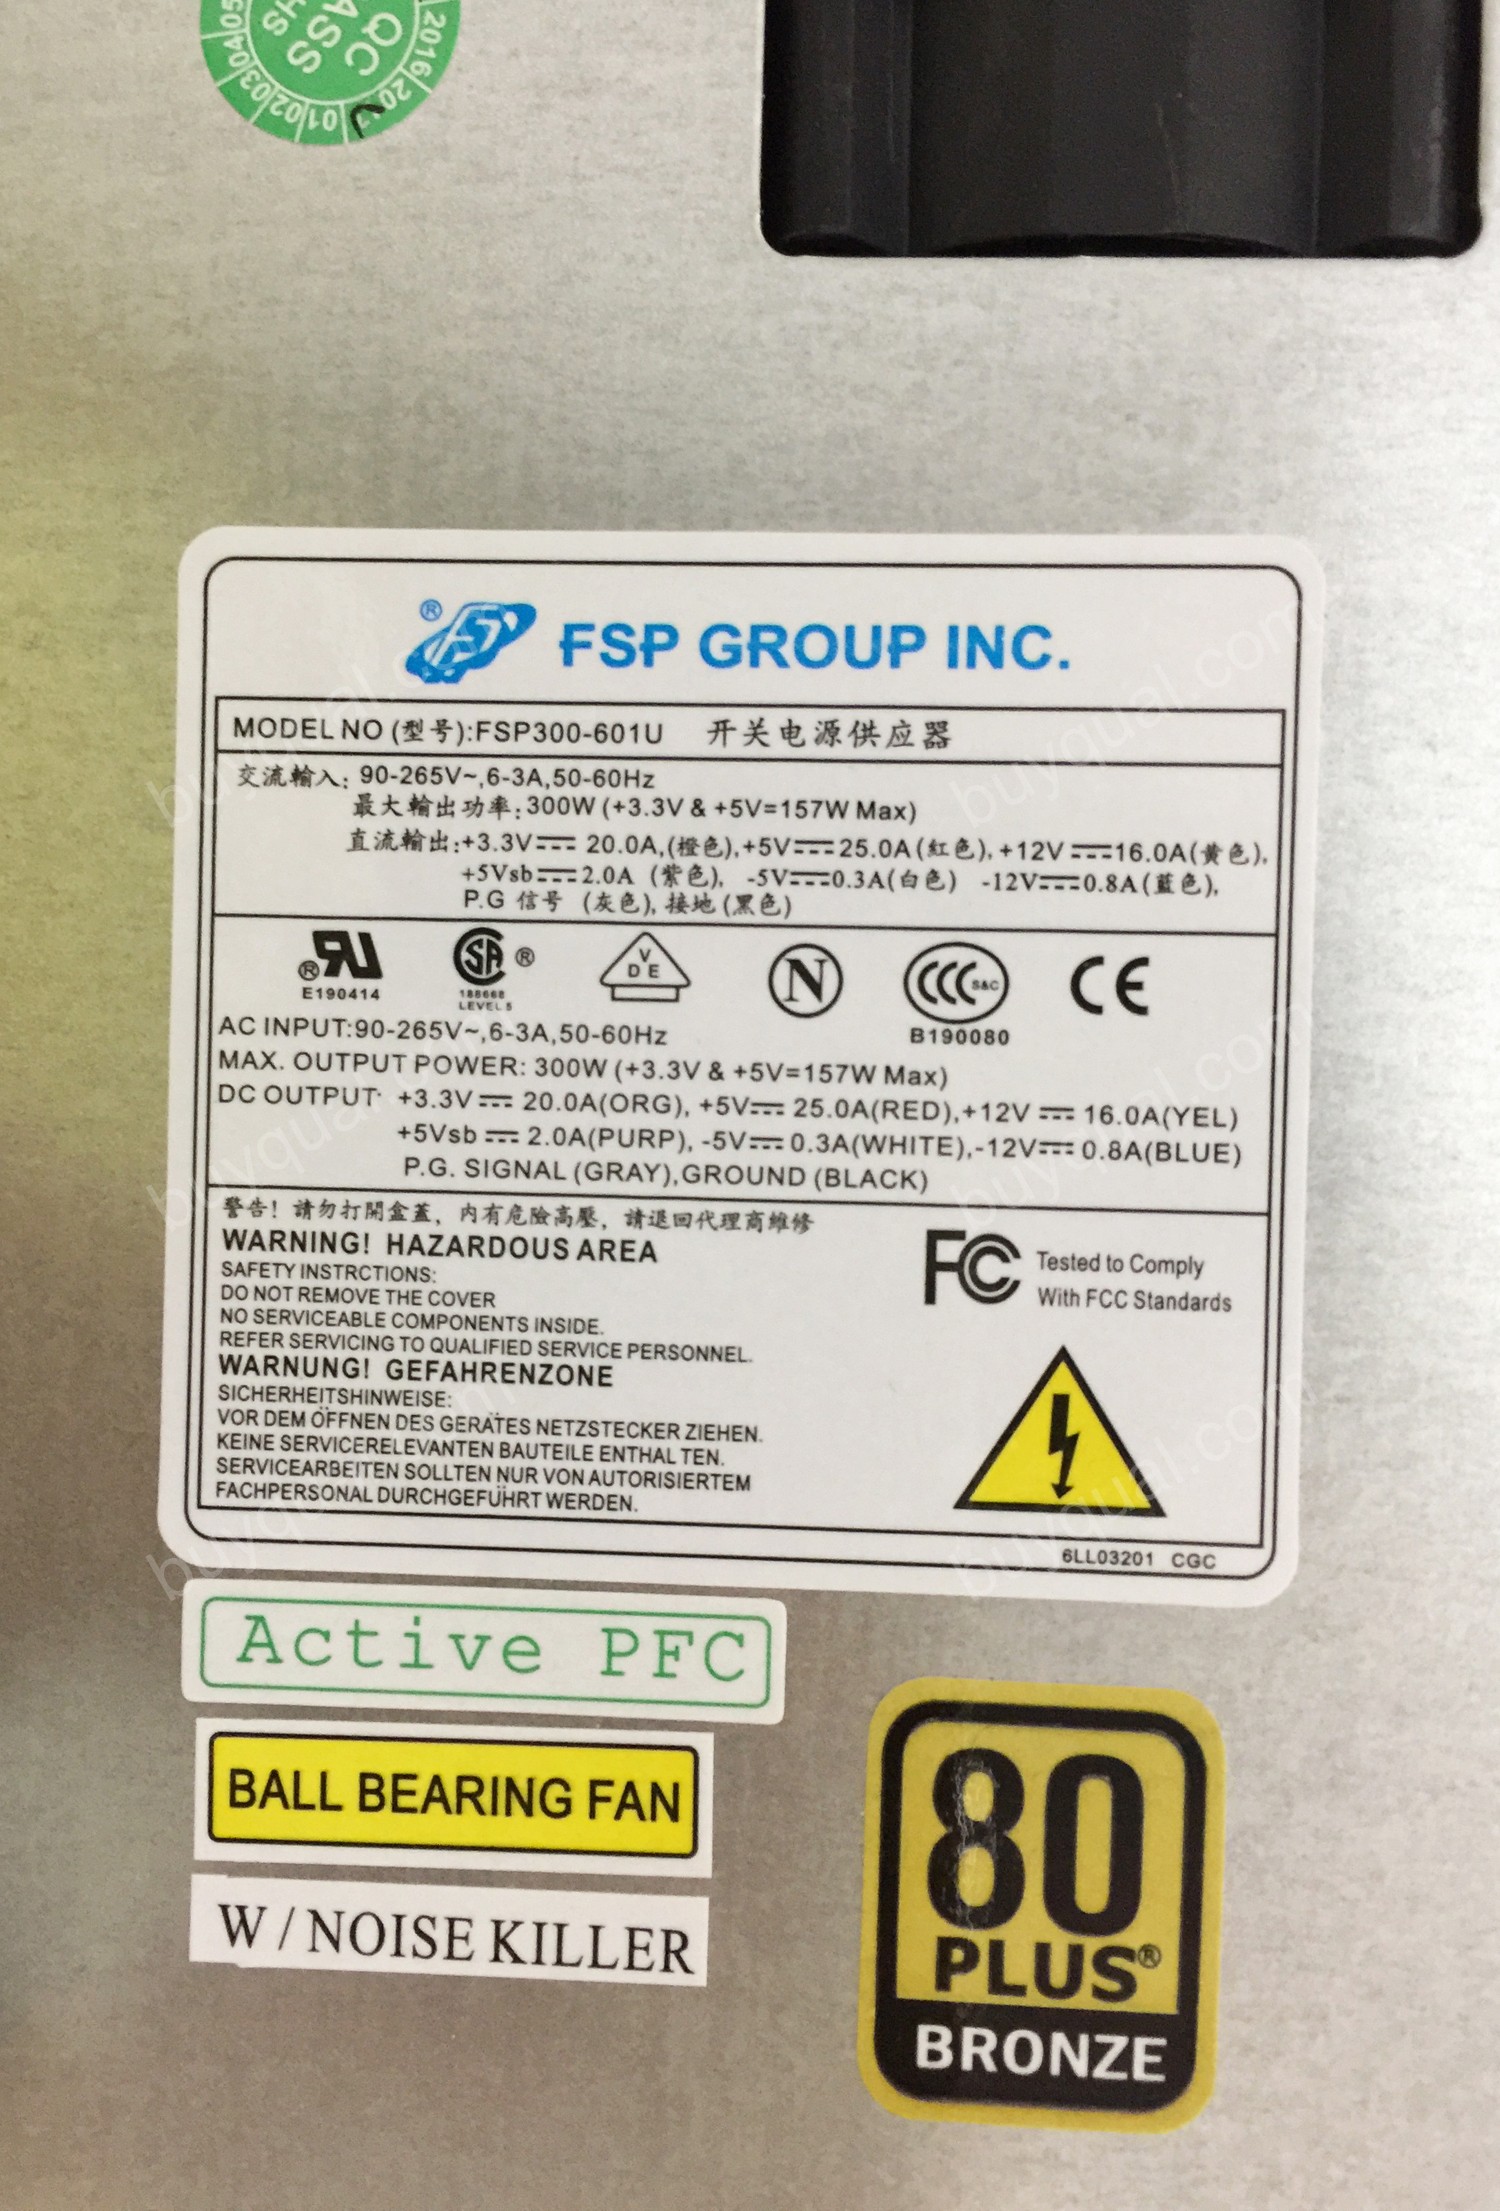 2016
QC
PASS
05
04
03
02
01
® FSP GROUP INC.
MODEL NO (型号):FSP300-601U 开关电源供应器
交流輸入: 90-265V~,6-3A,50-60Hz
最大輸出功率: 300W (+3.3V & +5V=157W Max)
直流輸出:+3.3V⎓ 20.0A,(橙色),+5V⎓25.0A(紅色), +12V⎓16.0A(黄色),
+5Vsb⎓2.0A (紫色), -5V⎓0.3A(白色) -12V⎓0.8A(藍色),
P.G 信号 (灰色), 接地(黑色)
® RU
E190414
SA ®
188668
LEVEL 5
VDE
N
CCC S&C
B190080
CE
AC INPUT:90-265V~,6-3A,50-60Hz
MAX. OUTPUT POWER: 300W (+3.3V & +5V=157W Max)
DC OUTPUT: +3.3V⎓ 20.0A(ORG), +5V⎓ 25.0A(RED),+12V⎓ 16.0A(YEL)
+5Vsb⎓ 2.0A(PURP), -5V⎓ 0.3A(WHITE),-12V⎓ 0.8A(BLUE)
P.G. SIGNAL (GRAY),GROUND (BLACK)
警告! 請勿打開盒蓋, 内有危險高壓, 請退回代理商維修
WARNING! HAZARDOUS AREA
SAFETY INSTRCTIONS:
DO NOT REMOVE THE COVER
NO SERVICEABLE COMPONENTS INSIDE.
REFER SERVICING TO QUALIFIED SERVICE PERSONNEL.
WARNUNG! GEFAHRENZONE
SICHERHEITSHINWEISE:
VOR DEM ÖFFNEN DES GERÄTES NETZSTECKER ZIEHEN.
KEINE SERVICERELEVANTEN BAUTEILE ENTHAL TEN.
SERVICEARBEITEN SOLLTEN NUR VON AUTORISIERTEM
FACHPERSONAL DURCHGEFÜHRT WERDEN.
FC Tested to Comply
With FCC Standards
6LL03201 CGC
Active PFC
BALL BEARING FAN
W / NOISE KILLER
80
PLUS®
BRONZE
buyqual.com